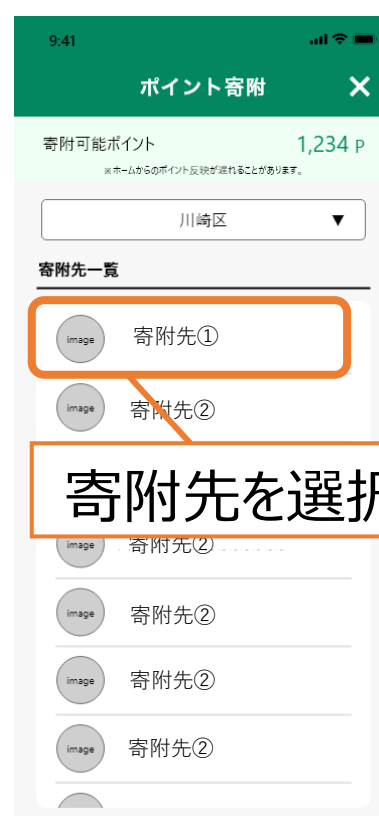 9:41
ポイント寄附 ×
寄附可能ポイント 1,234 P
※ホームからのポイント反映が遅れることがあります。
川崎区 ▼
寄附先一覧
image 寄附先①
image 寄附先②
寄附先を選択
image 寄附先②
image 寄附先②
image 寄附先②
image 寄附先②